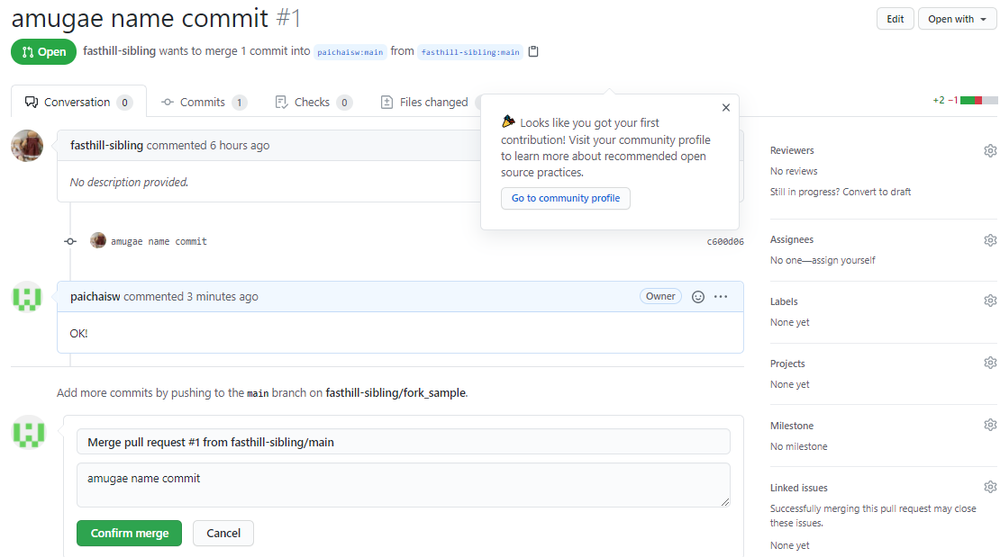 amugae name commit #1
Edit
Open with
Open
fasthill-sibling wants to merge 1 commit into paichaisw:main from fasthill-sibling:main
Conversation 0
Commits 1
Checks 0
Files changed
+2 −1
Looks like you got your first
contribution! Visit your community profile
to learn more about recommended open
source practices.
Go to community profile
fasthill-sibling commented 6 hours ago
No description provided.
amugae name commit
c600d06
paichaisw commented 3 minutes ago
Owner
OK!
Add more commits by pushing to the main branch on fasthill-sibling/fork_sample.
Merge pull request #1 from fasthill-sibling/main
amugae name commit
Confirm merge
Cancel
Reviewers
No reviews
Still in progress? Convert to draft
Assignees
No one—assign yourself
Labels
None yet
Projects
None yet
Milestone
No milestone
Linked issues
Successfully merging this pull request may close
these issues.
None yet